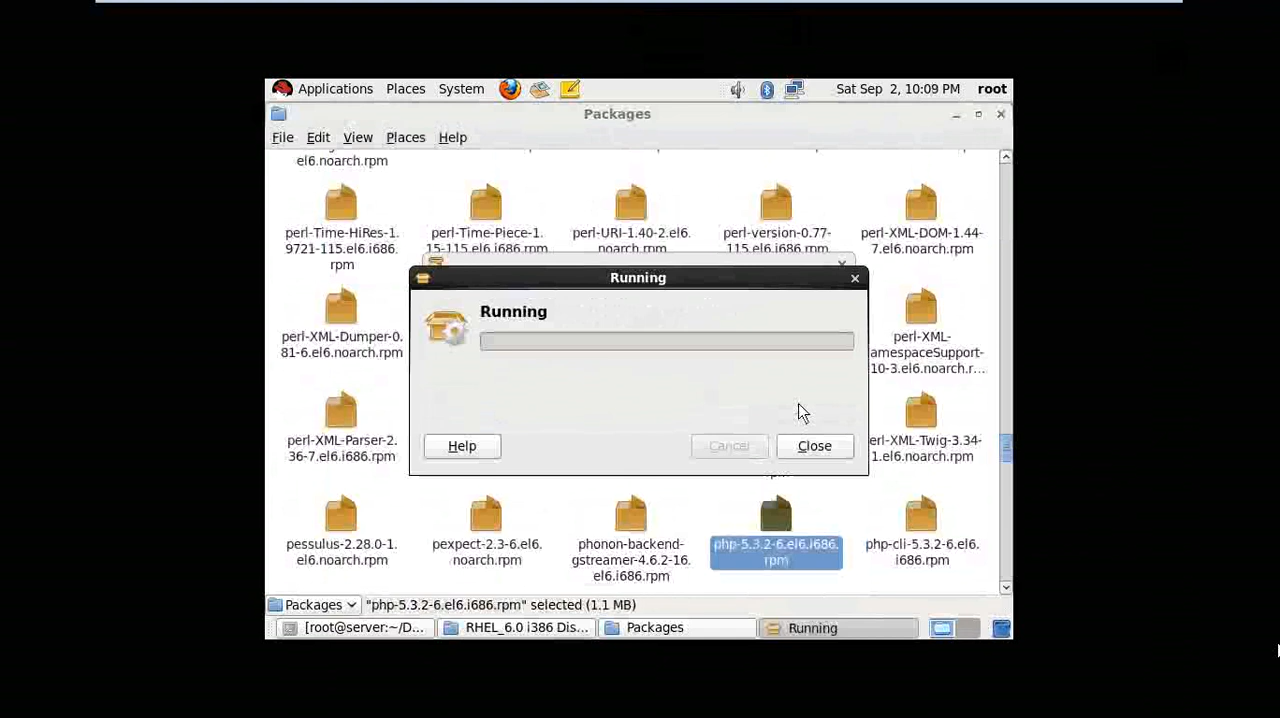 Applications Places System Sat Sep 2, 10:09 PM root
Packages
File Edit View Places Help
el6.noarch.rpm
perl-Time-HiRes-1.
9721-115.el6.i686.
rpm
perl-Time-Piece-1.
15-115.el6.i686.rpm
perl-URI-1.40-2.el6.
noarch.rpm
perl-version-0.77-
115.el6.i686.rpm
perl-XML-DOM-1.44-
7.el6.noarch.rpm
Running
Running
Help Cancel Close
perl-XML-Dumper-0.
81-6.el6.noarch.rpm
perl-XML-
amespaceSupport-
10-3.el6.noarch.r...
perl-XML-Parser-2.
36-7.el6.i686.rpm
erl-XML-Twig-3.34-
1.el6.noarch.rpm
pessulus-2.28.0-1.
el6.noarch.rpm
pexpect-2.3-6.el6.
noarch.rpm
phonon-backend-
gstreamer-4.6.2-16.
el6.i686.rpm
php-5.3.2-6.el6.i686.
rpm
php-cli-5.3.2-6.el6.
i686.rpm
Packages "php-5.3.2-6.el6.i686.rpm" selected (1.1 MB)
[root@server:~/D... RHEL_6.0 i386 Dis... Packages Running